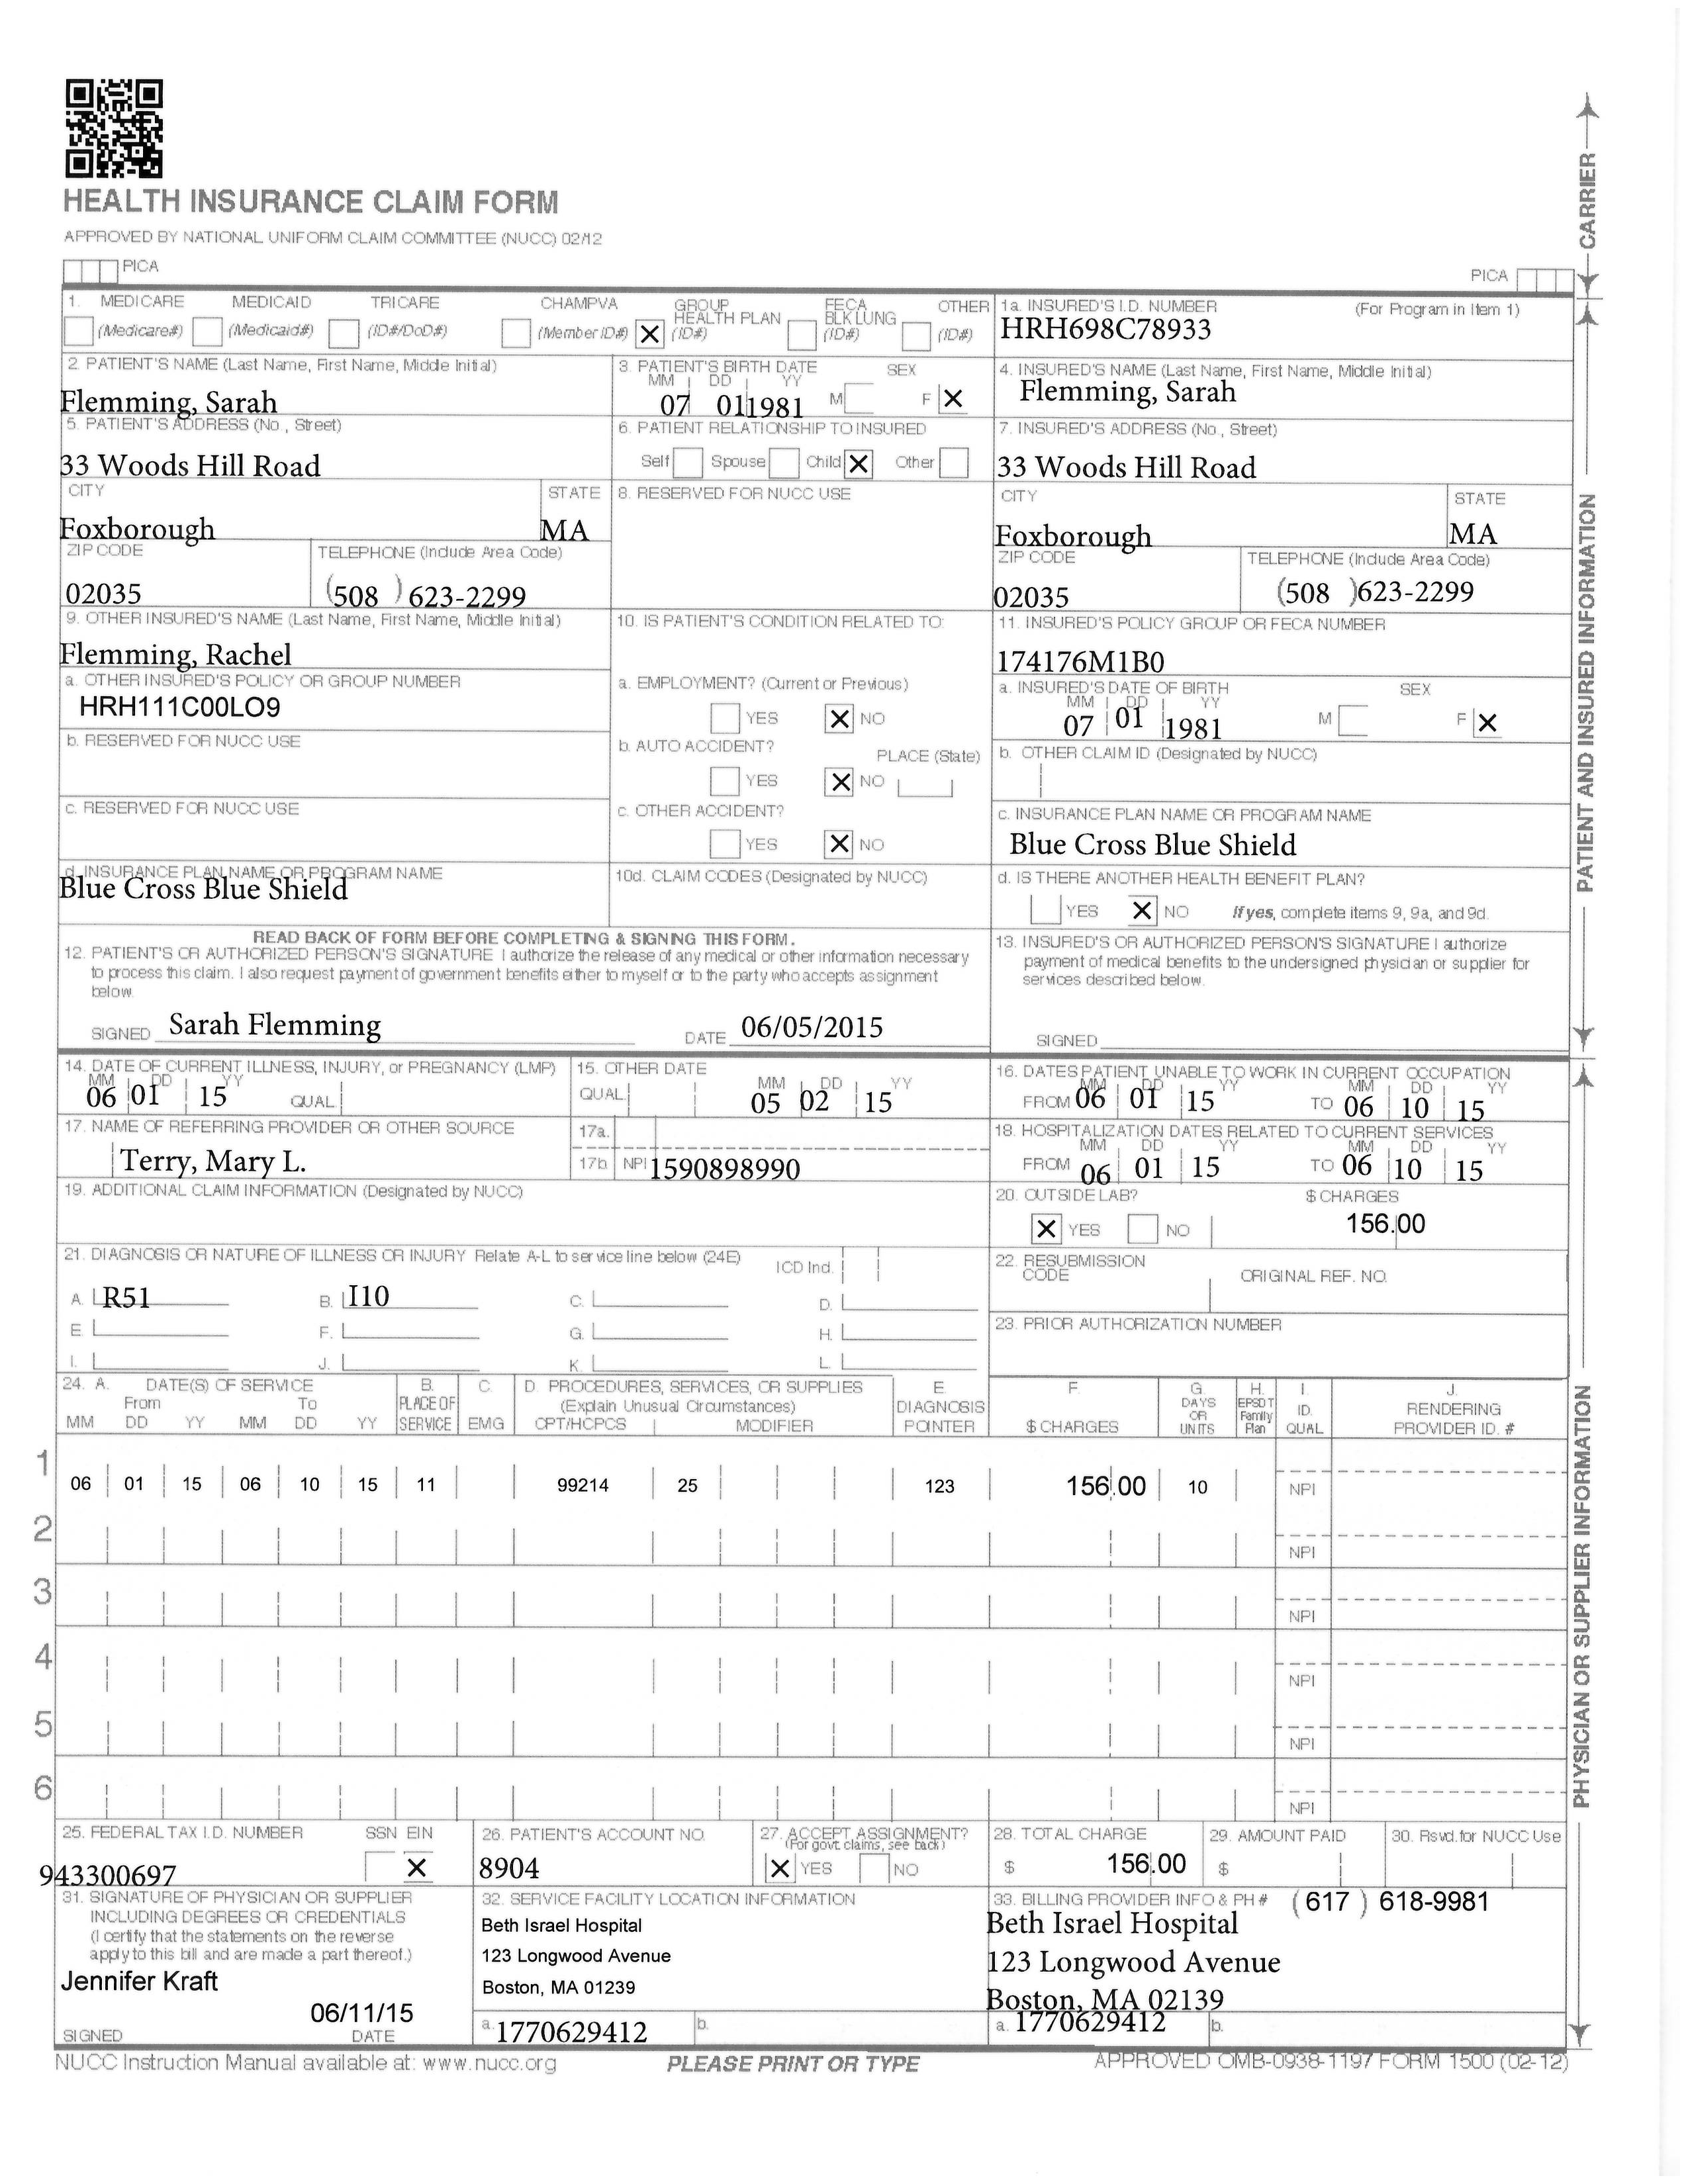 HEALTH INSURANCE CLAIM FORM
APPROVED BY NATIONAL UNIFORM CLAIM COMMITTEE (NUCC) 02/12
PICA PICA
CARRIER
1. MEDICARE MEDICAID TRICARE CHAMPVA GROUP HEALTH PLAN FECA BLK LUNG OTHER
(Medicare#) (Medicaid#) (ID#/DoD#) (Member ID#) X (ID#) (ID#) (ID#)
1a. INSURED'S I.D. NUMBER (For Program in Item 1)
HRH698C78933
2. PATIENT'S NAME (Last Name, First Name, Middle Initial)
Flemming, Sarah
3. PATIENT'S BIRTH DATE SEX
MM DD YY
07 01 1981 M F X
4. INSURED'S NAME (Last Name, First Name, Middle Initial)
Flemming, Sarah
5. PATIENT'S ADDRESS (No., Street)
33 Woods Hill Road
6. PATIENT RELATIONSHIP TO INSURED
Self Spouse Child X Other
7. INSURED'S ADDRESS (No., Street)
33 Woods Hill Road
CITY STATE
Foxborough MA
8. RESERVED FOR NUCC USE
CITY STATE
Foxborough MA
ZIP CODE TELEPHONE (Include Area Code)
02035 (508 ) 623-2299
ZIP CODE TELEPHONE (Include Area Code)
02035 (508 ) 623-2299
9. OTHER INSURED'S NAME (Last Name, First Name, Middle Initial)
Flemming, Rachel
10. IS PATIENT'S CONDITION RELATED TO:
11. INSURED'S POLICY GROUP OR FECA NUMBER
174176M1B0
a. OTHER INSURED'S POLICY OR GROUP NUMBER
HRH111C00LO9
a. EMPLOYMENT? (Current or Previous)
YES X NO
a. INSURED'S DATE OF BIRTH SEX
MM DD YY
07 01 1981 M F X
b. RESERVED FOR NUCC USE
b. AUTO ACCIDENT? PLACE (State)
YES X NO
b. OTHER CLAIM ID (Designated by NUCC)
c. RESERVED FOR NUCC USE
c. OTHER ACCIDENT?
YES X NO
c. INSURANCE PLAN NAME OR PROGRAM NAME
Blue Cross Blue Shield
d. INSURANCE PLAN NAME OR PROGRAM NAME
Blue Cross Blue Shield
10d. CLAIM CODES (Designated by NUCC)
d. IS THERE ANOTHER HEALTH BENEFIT PLAN?
YES X NO If yes, complete items 9, 9a, and 9d.
PATIENT AND INSURED INFORMATION
READ BACK OF FORM BEFORE COMPLETING & SIGNING THIS FORM.
12. PATIENT'S OR AUTHORIZED PERSON'S SIGNATURE I authorize the release of any medical or other information necessary
to process this claim. I also request payment of government benefits either to myself or to the party who accepts assignment
below.
SIGNED Sarah Flemming DATE 06/05/2015
13. INSURED'S OR AUTHORIZED PERSON'S SIGNATURE I authorize
payment of medical benefits to the undersigned physician or supplier for
services described below.
SIGNED
14. DATE OF CURRENT ILLNESS, INJURY, or PREGNANCY (LMP)
MM DD YY
06 01 15 QUAL.
15. OTHER DATE
QUAL. MM DD YY
05 02 15
16. DATES PATIENT UNABLE TO WORK IN CURRENT OCCUPATION
MM DD YY MM DD YY
FROM 06 01 15 TO 06 10 15
17. NAME OF REFERRING PROVIDER OR OTHER SOURCE
Terry, Mary L.
17a.
17b. NPI 1590898990
18. HOSPITALIZATION DATES RELATED TO CURRENT SERVICES
MM DD YY MM DD YY
FROM 06 01 15 TO 06 10 15
19. ADDITIONAL CLAIM INFORMATION (Designated by NUCC)
20. OUTSIDE LAB? $ CHARGES
X YES NO 156.00
21. DIAGNOSIS OR NATURE OF ILLNESS OR INJURY Relate A-L to service line below (24E) ICD Ind.
A. R51 B. I10 C. D.
E. F. G. H.
I. J. K. L.
22. RESUBMISSION CODE ORIGINAL REF. NO.
23. PRIOR AUTHORIZATION NUMBER
24. A. DATE(S) OF SERVICE B. C. D. PROCEDURES, SERVICES, OR SUPPLIES E. F. G. H. I. J.
From To PLACE OF (Explain Unusual Circumstances) DIAGNOSIS DAYS OR EPSDT Family ID. RENDERING
MM DD YY MM DD YY SERVICE EMG CPT/HCPCS MODIFIER POINTER $ CHARGES UNITS Plan QUAL. PROVIDER ID. #
1 06 01 15 06 10 15 11 99214 25 123 156.00 10 NPI
2 NPI
3 NPI
4 NPI
5 NPI
6 NPI
25. FEDERAL TAX I.D. NUMBER SSN EIN
943300697 X
26. PATIENT'S ACCOUNT NO.
8904
27. ACCEPT ASSIGNMENT?
(For govt. claims, see back)
X YES NO
28. TOTAL CHARGE
$ 156.00
29. AMOUNT PAID
$
30. Rsvd. for NUCC Use
31. SIGNATURE OF PHYSICIAN OR SUPPLIER
INCLUDING DEGREES OR CREDENTIALS
(I certify that the statements on the reverse
apply to this bill and are made a part thereof.)
Jennifer Kraft
06/11/15
SIGNED DATE
32. SERVICE FACILITY LOCATION INFORMATION
Beth Israel Hospital
123 Longwood Avenue
Boston, MA 01239
a. 1770629412 b.
33. BILLING PROVIDER INFO & PH # (617 ) 618-9981
Beth Israel Hospital
123 Longwood Avenue
Boston, MA 02139
a. 1770629412 b.
PHYSICIAN OR SUPPLIER INFORMATION
NUCC Instruction Manual available at: www.nucc.org PLEASE PRINT OR TYPE APPROVED OMB-0938-1197 FORM 1500 (02-12)